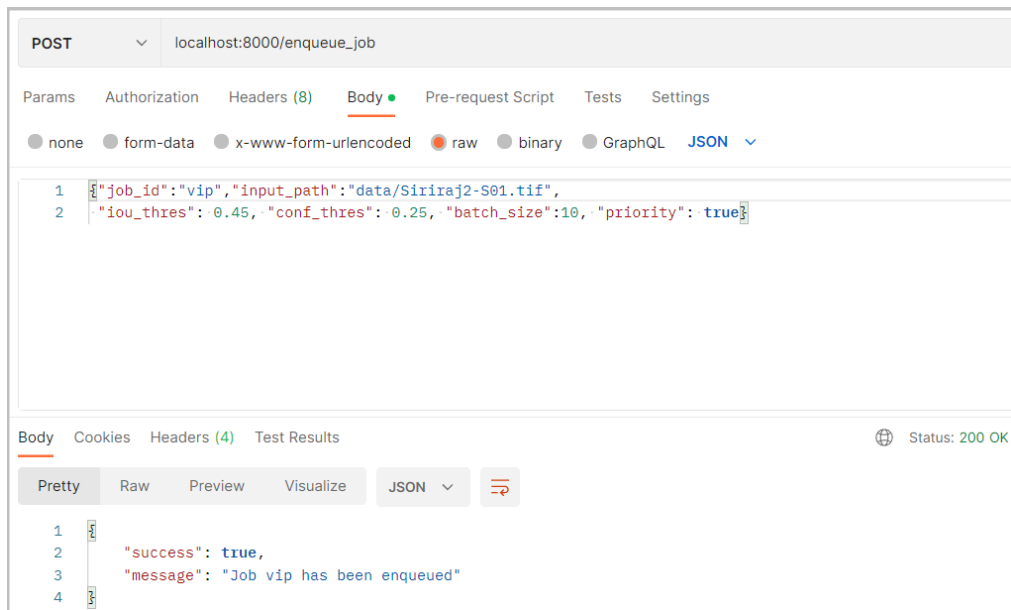 POST localhost:8000/enqueue_job
Params Authorization Headers (8) Body Pre-request Script Tests Settings
none form-data x-www-form-urlencoded raw binary GraphQL JSON
1 {"job_id":"vip","input_path":"data/Siriraj2-S01.tif",
2 "iou_thres": 0.45, "conf_thres": 0.25, "batch_size":10, "priority": true}
Body Cookies Headers (4) Test Results Status: 200 OK
Pretty Raw Preview Visualize JSON
1 {
2 "success": true,
3 "message": "Job vip has been enqueued"
4 }